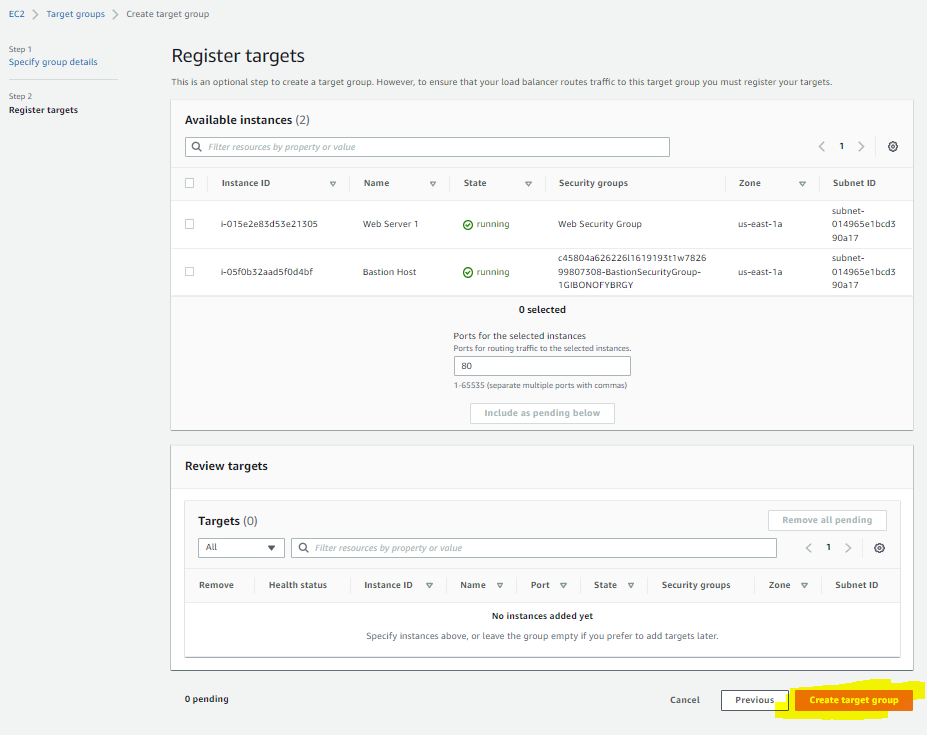 EC2 > Target groups > Create target group
Step 1
Specify group details
Step 2
Register targets
Register targets
This is an optional step to create a target group. However, to ensure that your load balancer routes traffic to this target group you must register your targets.
Available instances (2)
Filter resources by property or value
1
Instance ID Name State Security groups Zone Subnet ID
i-015e2e83d53e21305 Web Server 1 running Web Security Group us-east-1a subnet-
014965e1bcd3
90a17
i-05f0b32aad5f0d4bf Bastion Host running c45804a626226l1619193t1w7826 us-east-1a subnet-
99807308-BastionSecurityGroup- 014965e1bcd3
1GIBONOFYBRGY 90a17
0 selected
Ports for the selected instances
Ports for routing traffic to the selected instances.
80
1-65535 (separate multiple ports with commas)
Include as pending below
Review targets
Targets (0) Remove all pending
All Filter resources by property or value 1
Remove Health status Instance ID Name Port State Security groups Zone Subnet ID
No instances added yet
Specify instances above, or leave the group empty if you prefer to add targets later.
0 pending Cancel Previous Create target group